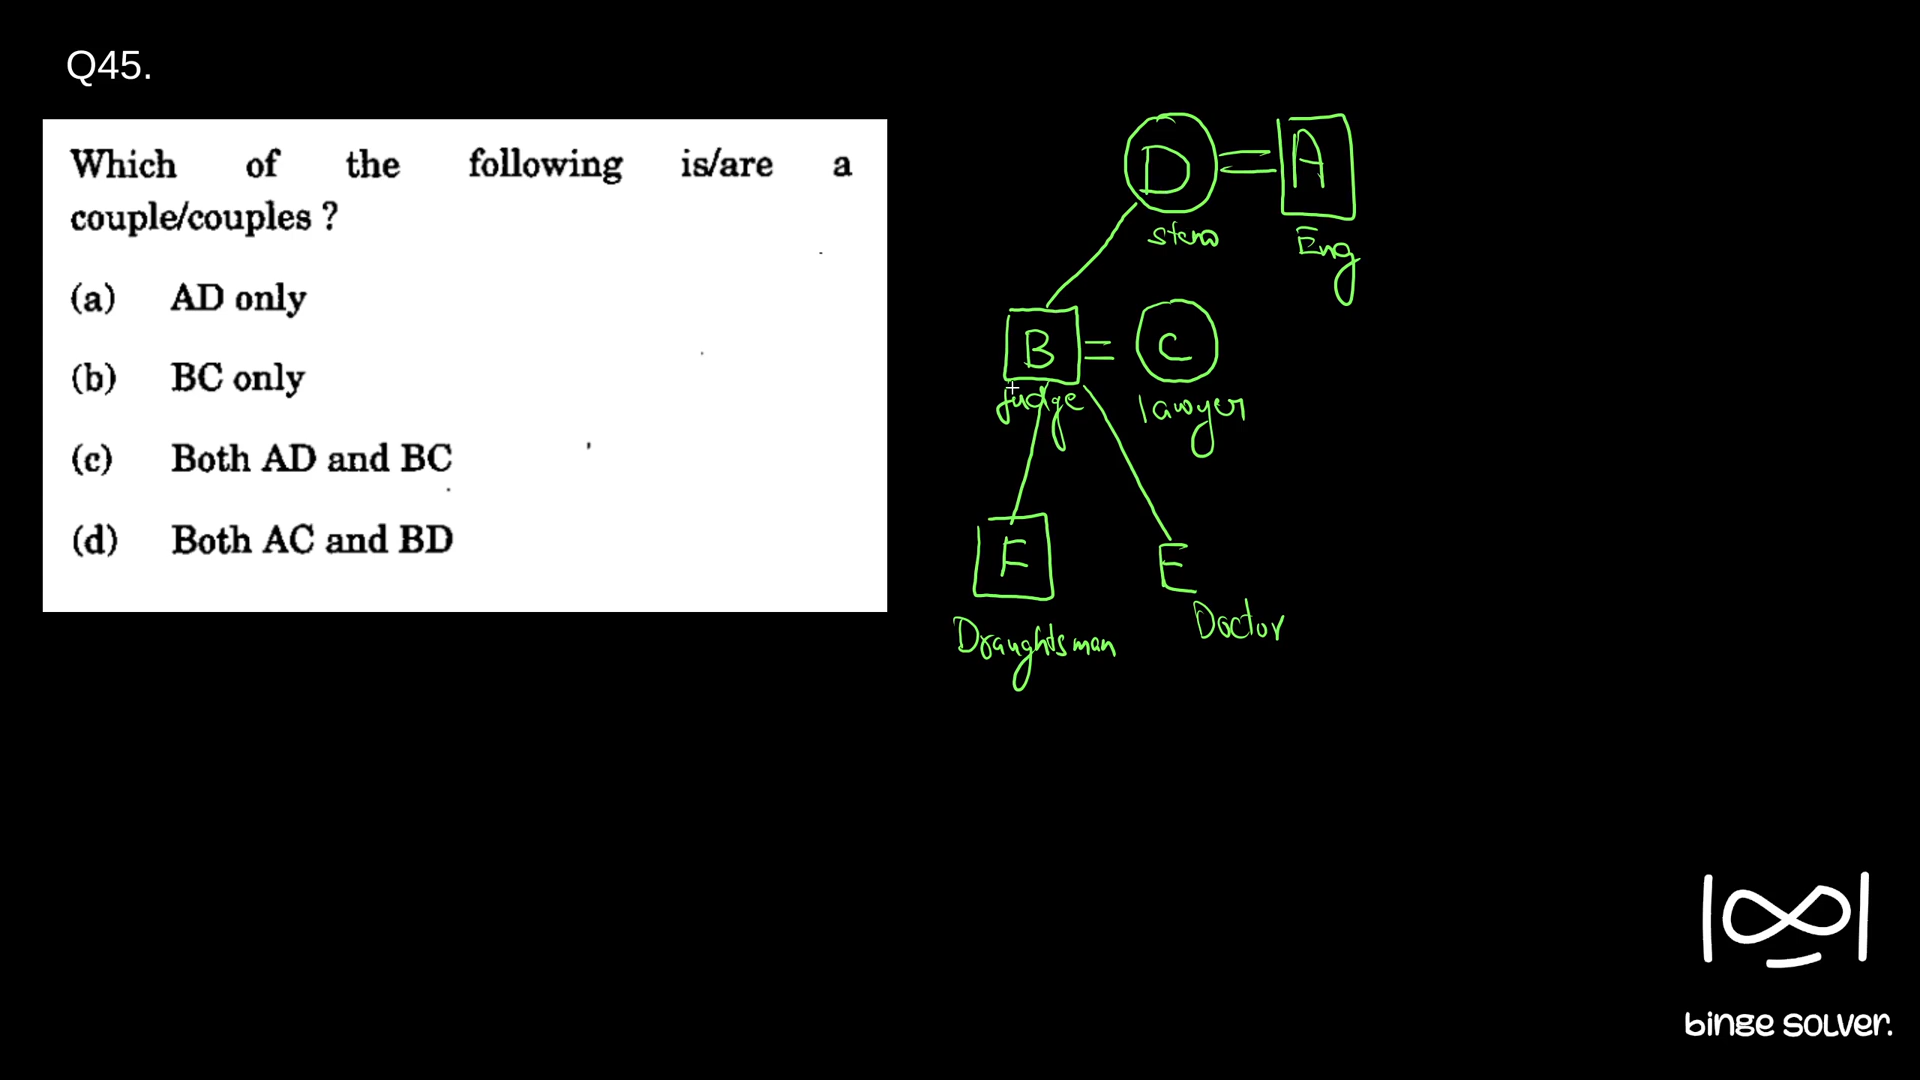 Q45.
Which of the following is/are a
couple/couples ?
(a) AD only
(b) BC only
(c) Both AD and BC
(d) Both AC and BD
D = A
steno
Eng
B = C
judge
lawyer
F
E
Draughtsman
Doctor
binge solver.